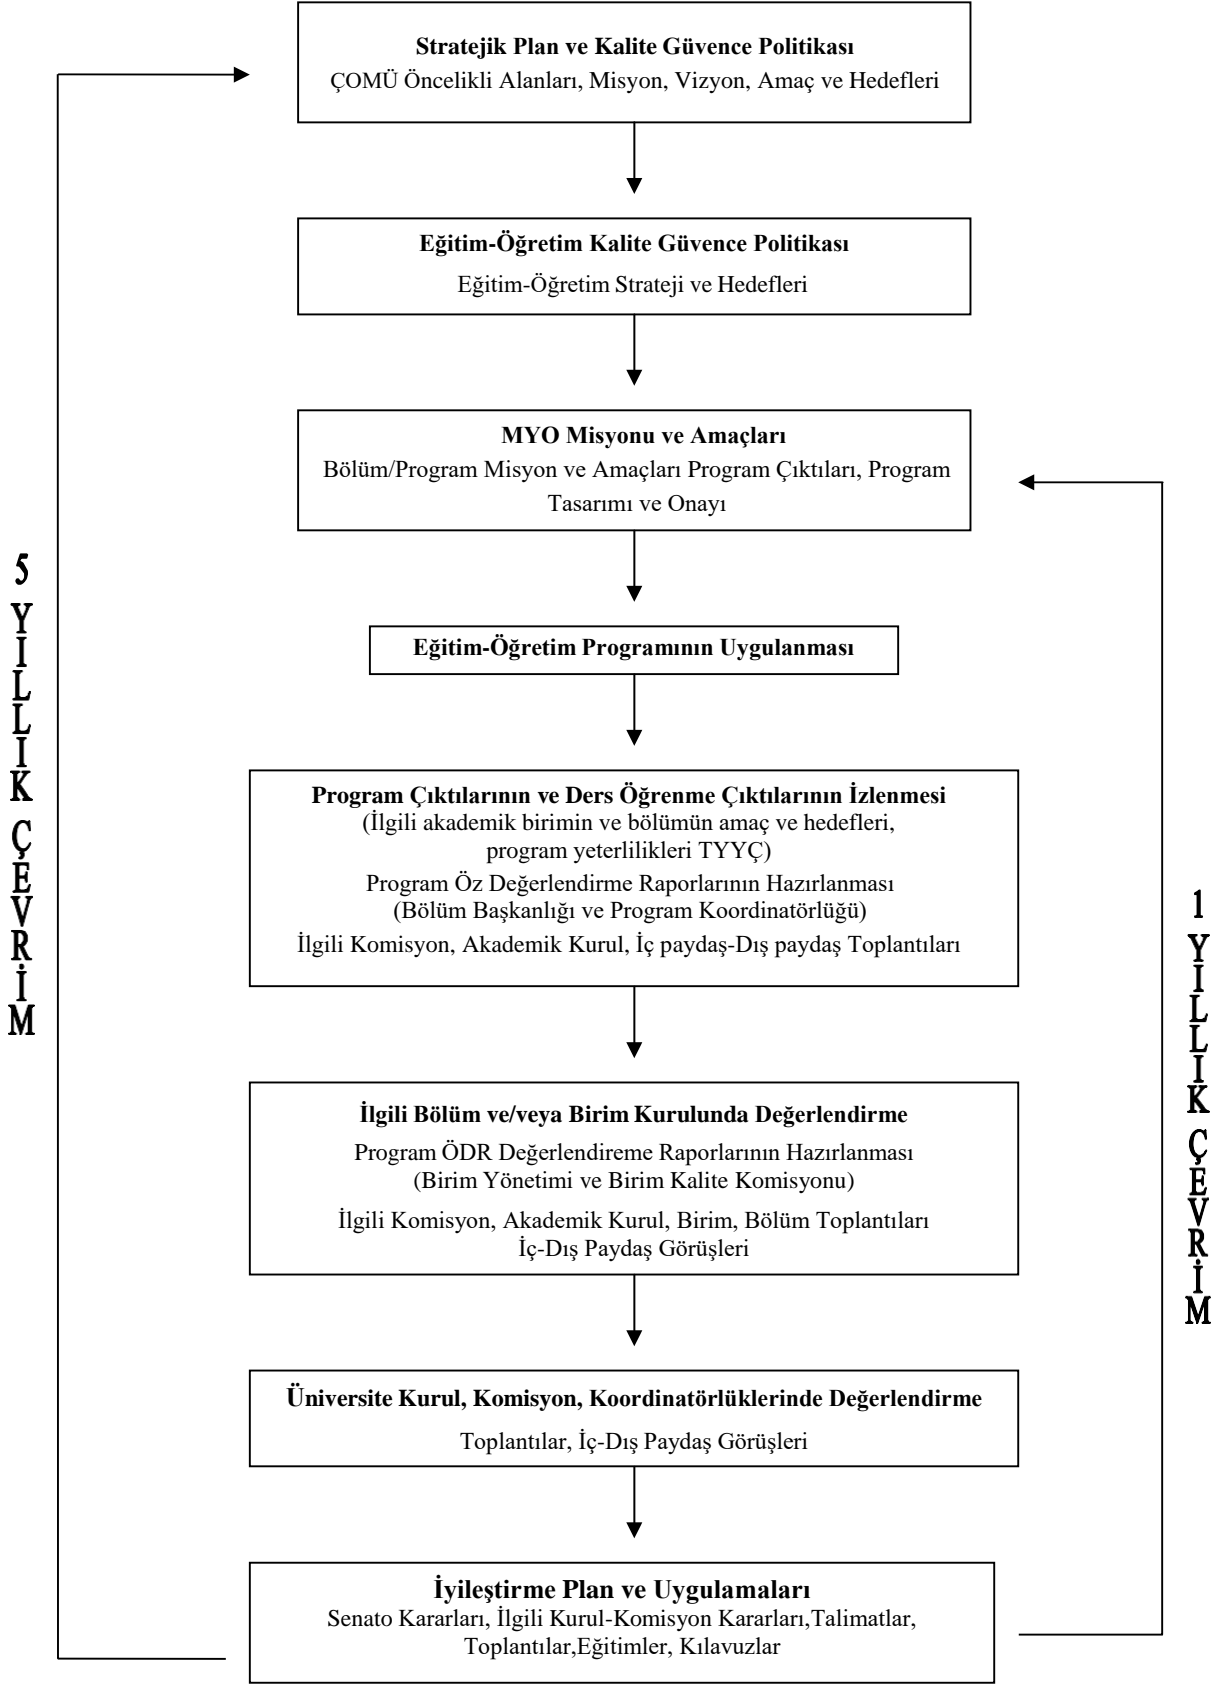 Stratejik Plan ve Kalite Güvence Politikası
ÇOMÜ Öncelikli Alanları, Misyon, Vizyon, Amaç ve Hedefleri
Eğitim-Öğretim Kalite Güvence Politikası
Eğitim-Öğretim Strateji ve Hedefleri
MYO Misyonu ve Amaçları
Bölüm/Program Misyon ve Amaçları Program Çıktıları, Program
Tasarımı ve Onayı
Eğitim-Öğretim Programının Uygulanması
Program Çıktılarının ve Ders Öğrenme Çıktılarının İzlenmesi
(İlgili akademik birimin ve bölümün amaç ve hedefleri,
program yeterlilikleri TYYÇ)
Program Öz Değerlendirme Raporlarının Hazırlanması
(Bölüm Başkanlığı ve Program Koordinatörlüğü)
İlgili Komisyon, Akademik Kurul, İç paydaş-Dış paydaş Toplantıları
İlgili Bölüm ve/veya Birim Kurulunda Değerlendirme
Program ÖDR Değerlendireme Raporlarının Hazırlanması
(Birim Yönetimi ve Birim Kalite Komisyonu)
İlgili Komisyon, Akademik Kurul, Birim, Bölüm Toplantıları
İç-Dış Paydaş Görüşleri
Üniversite Kurul, Komisyon, Koordinatörlüklerinde Değerlendirme
Toplantılar, İç-Dış Paydaş Görüşleri
İyileştirme Plan ve Uygulamaları
Senato Kararları, İlgili Kurul-Komisyon Kararları,Talimatlar,
Toplantılar,Eğitimler, Kılavuzlar
5 YILLIK ÇEVRİM
1 YILLIK ÇEVRİM